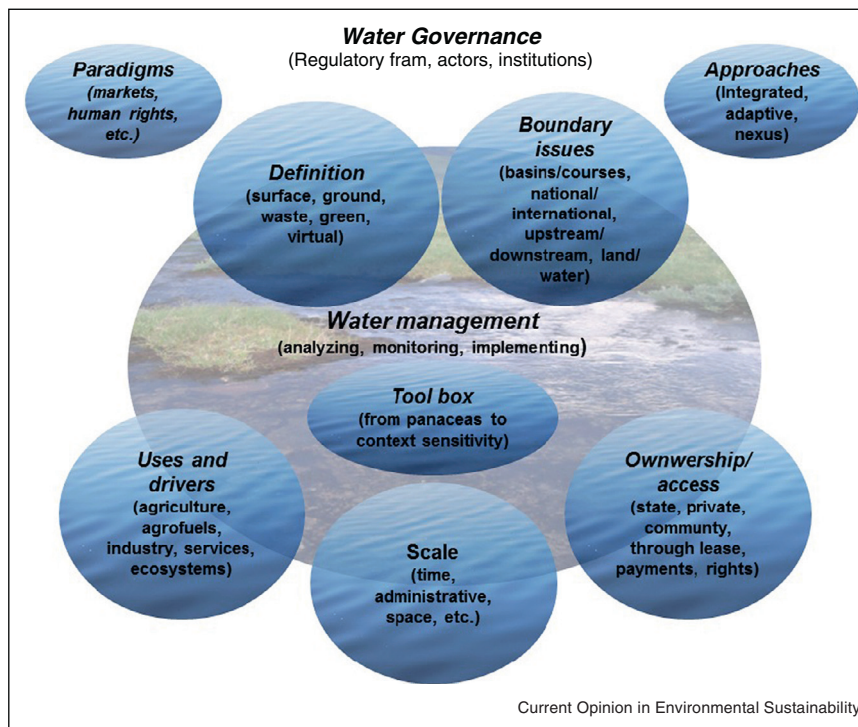 Water Governance
(Regulatory fram, actors, institutions)
Paradigms
(markets,
human rights,
etc.)
Approaches
(Integrated,
adaptive,
nexus)
Definition
(surface, ground,
waste, green,
virtual)
Boundary
issues
(basins/courses,
national/
international,
upstream/
downstream, land/
water)
Water management
(analyzing, monitoring, implementing)
Tool box
(from panaceas to
context sensitivity)
Uses and
drivers
(agriculture,
agrofuels,
industry, services,
ecosystems)
Scale
(time,
administrative,
space, etc.)
Ownwership/
access
(state, private,
communty,
through lease,
payments, rights)
Current Opinion in Environmental Sustainability